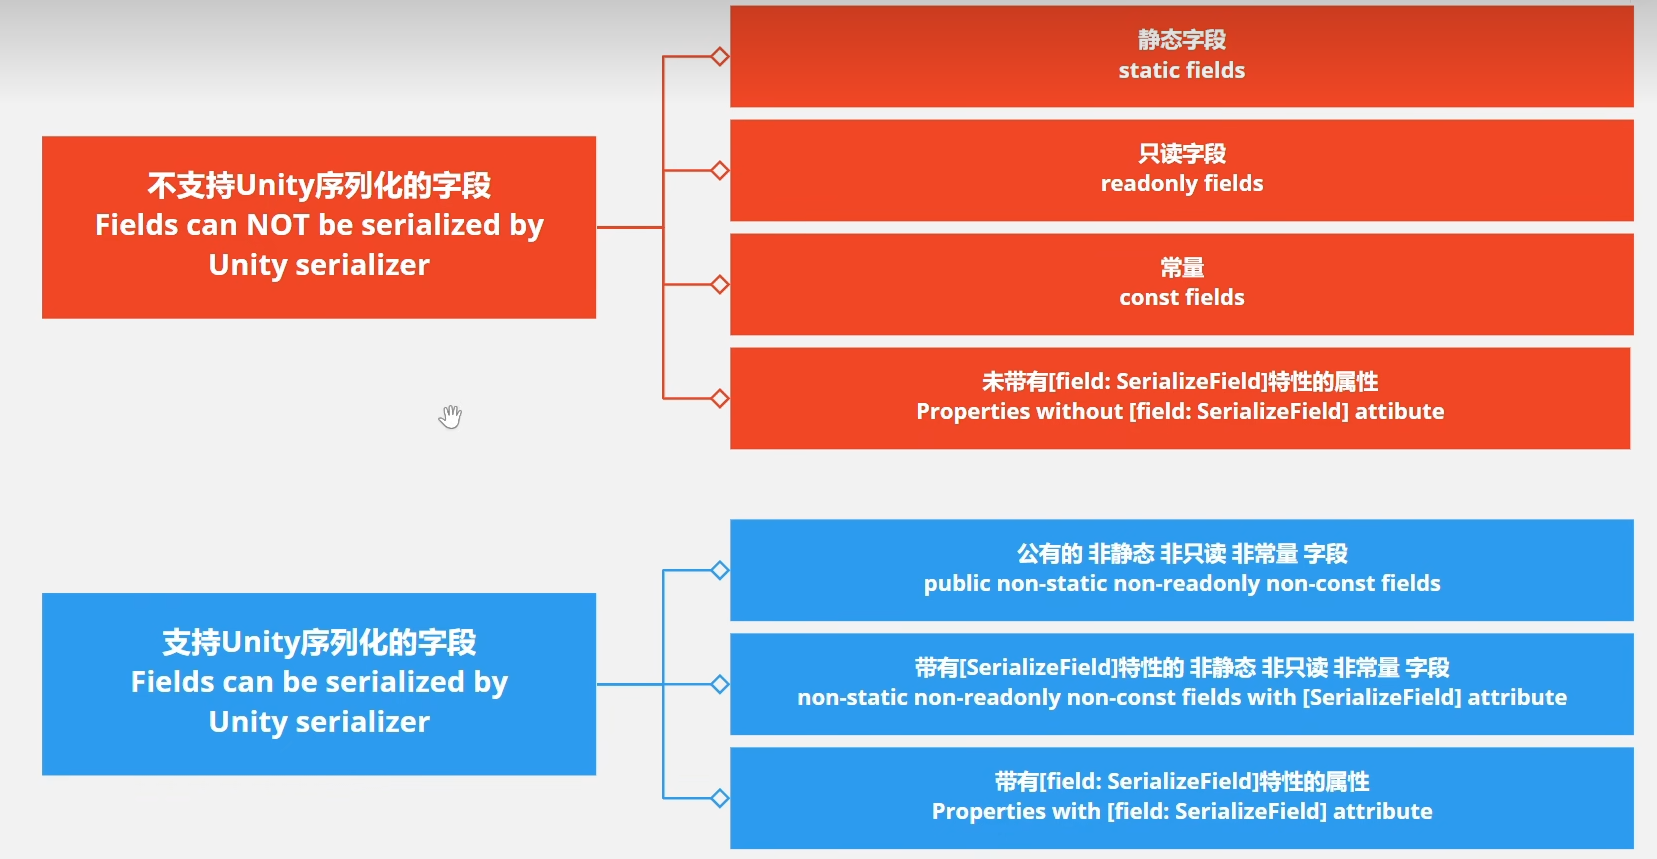 不支持Unity序列化的字段
Fields can NOT be serialized by
Unity serializer
静态字段
static fields
只读字段
readonly fields
常量
const fields
未带有[field: SerializeField]特性的属性
Properties without [field: SerializeField] attibute
支持Unity序列化的字段
Fields can be serialized by
Unity serializer
公有的 非静态 非只读 非常量 字段
public non-static non-readonly non-const fields
带有[SerializeField]特性的 非静态 非只读 非常量 字段
non-static non-readonly non-const fields with [SerializeField] attribute
带有[field: SerializeField]特性的属性
Properties with [field: SerializeField] attribute